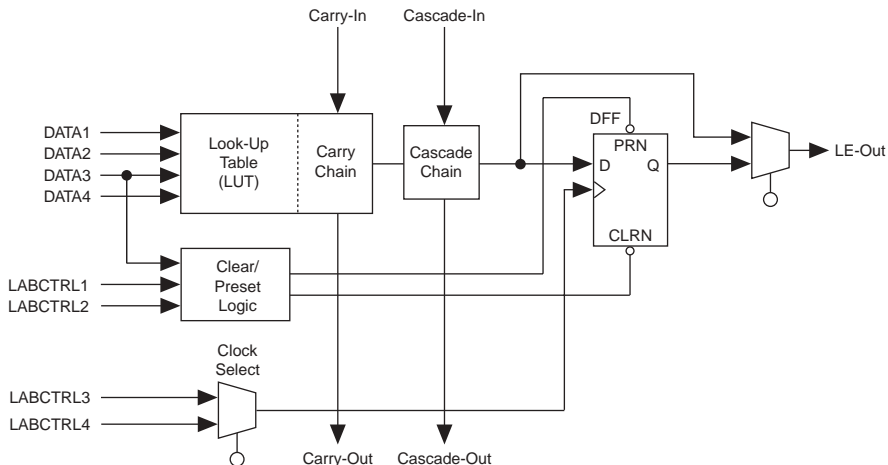 Carry-In
Cascade-In
DATA1
DATA2
DATA3
DATA4
Look-Up
Table
(LUT)
Carry
Chain
Cascade
Chain
DFF
PRN
D
Q
CLRN
LE-Out
LABCTRL1
LABCTRL2
Clear/
Preset
Logic
Clock
Select
LABCTRL3
LABCTRL4
Carry-Out
Cascade-Out